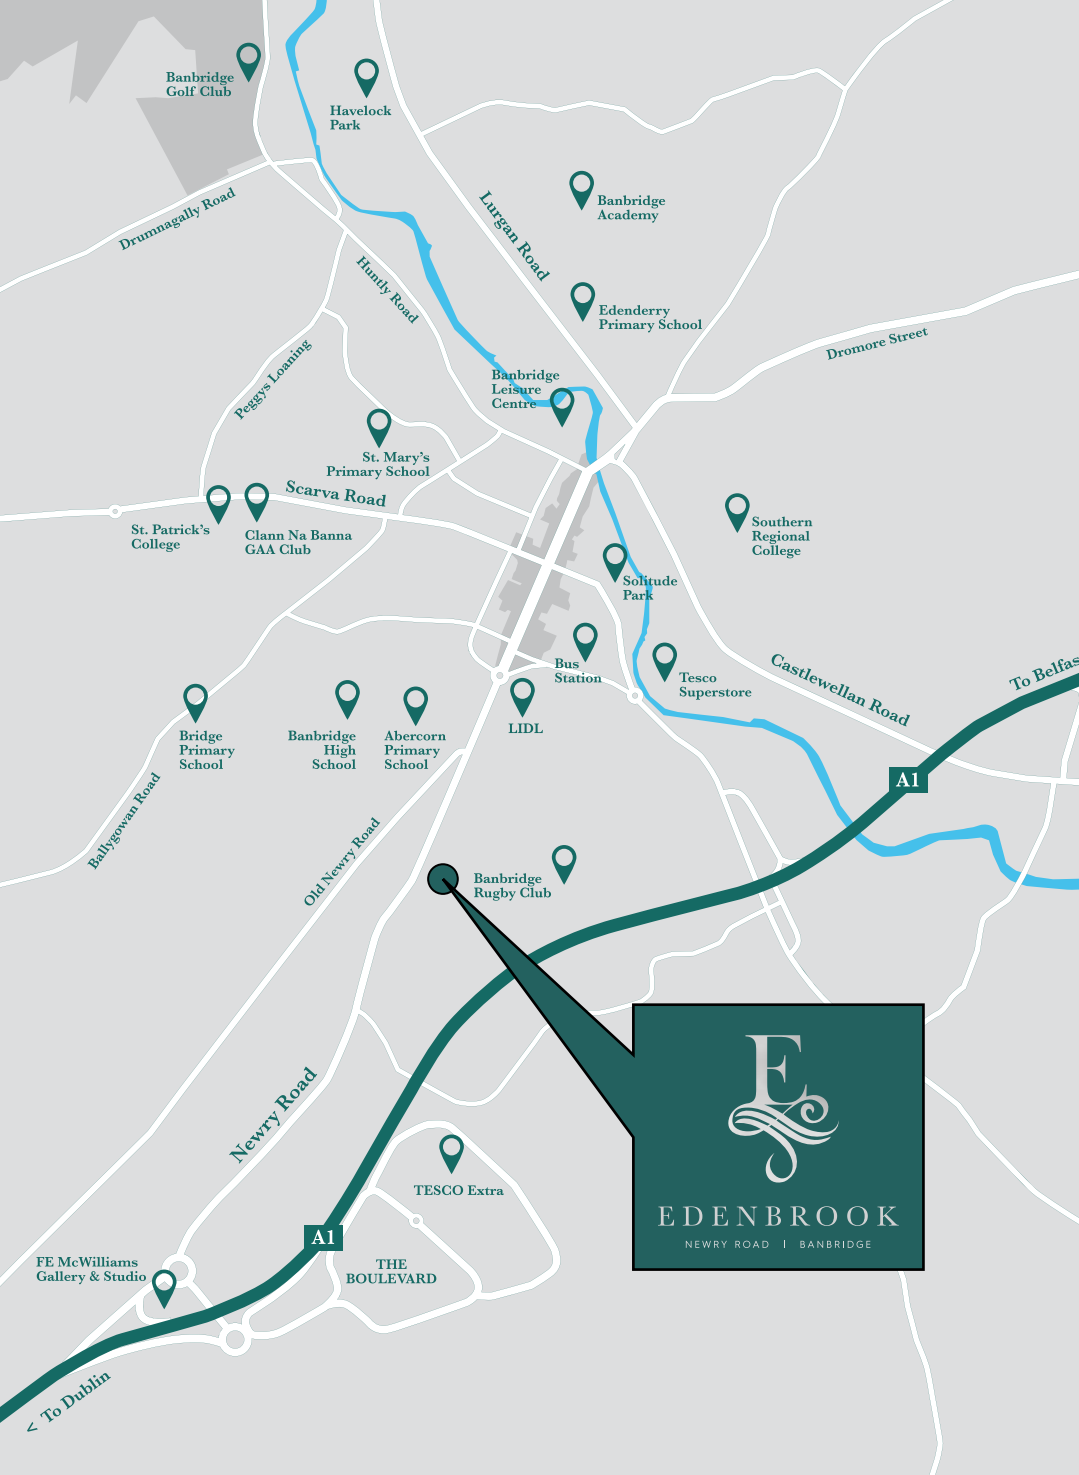 Banbridge
Golf Club
Havelock
Park
Drumnagally Road
Lurgan Road
Banbridge
Academy
Huntly Road
Edenderry
Primary School
Dromore Street
Peggys Loaning
Banbridge
Leisure
Centre
St. Mary's
Primary School
Scarva Road
St. Patrick's
College
Clann Na Banna
GAA Club
Southern
Regional
College
Solitude
Park
Bus
Station
Tesco
Superstore
Castlewellan Road
To Belfas
LIDL
Bridge
Primary
School
Banbridge
High
School
Abercorn
Primary
School
A1
Ballygowan Road
Old Newry Road
Banbridge
Rugby Club
Newry Road
E
EDENBROOK
NEWRY ROAD | BANBRIDGE
TESCO Extra
A1
THE
BOULEVARD
FE McWilliams
Gallery & Studio
< To Dublin